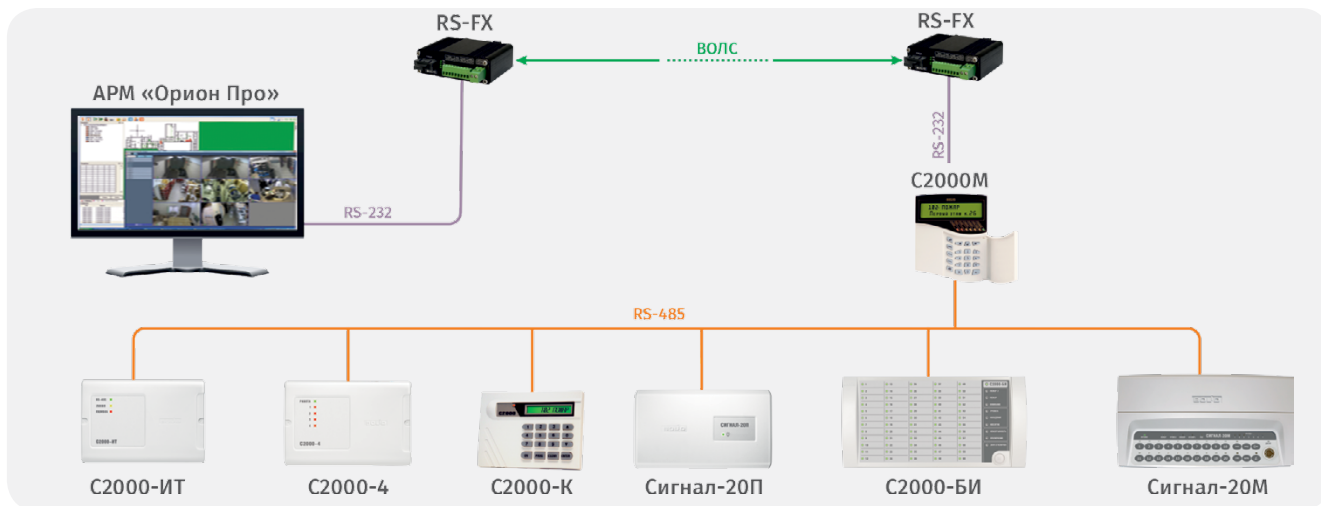 RS-FX
RS-FX
ВОЛС
АРМ «Орион Про»
RS-232
С2000М
RS-232
RS-485
С2000-ИТ
С2000-4
С2000-К
Сигнал-20П
С2000-БИ
Сигнал-20М